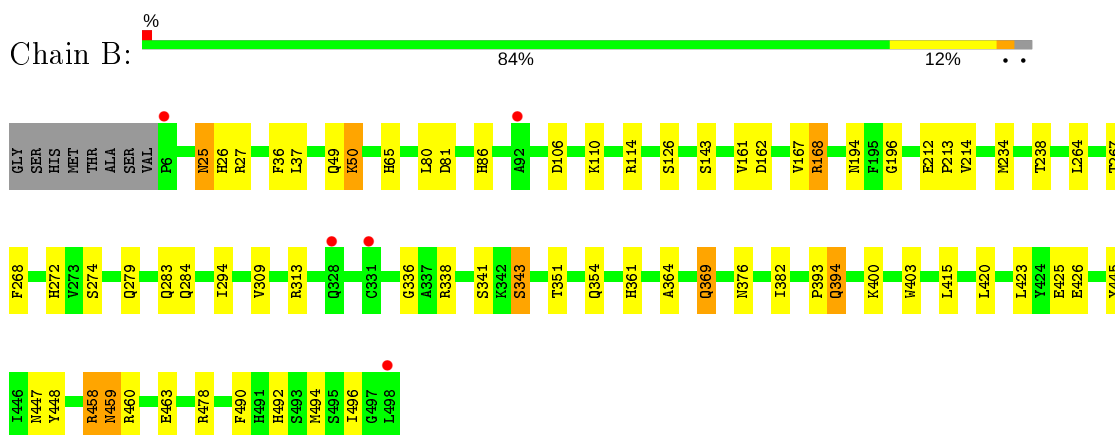 %
Chain B:
84% 12% • •
GLY SER HIS MET THR ALA SER VAL P6 N25 H26 R27 F36 L37 Q49 K50 H65 L80 D81 H86 A92 D106 K110 R114 S126 S143 V161 D162 V167 R168 N194 F195 G196 E212 P213 V214 M234 T238 L264 T267
F268 H272 V273 S274 Q279 Q283 Q284 I294 V309 R313 Q328 C331 G336 A337 R338 S341 K342 S343 T351 Q354 H361 A364 Q369 N376 I382 P393 Q394 K400 W403 L415 L420 L423 Y424 E425 E426 Y445
I446 N447 Y448 R458 N459 R460 E463 R478 F490 H491 H492 S493 M494 S495 I496 G497 L498